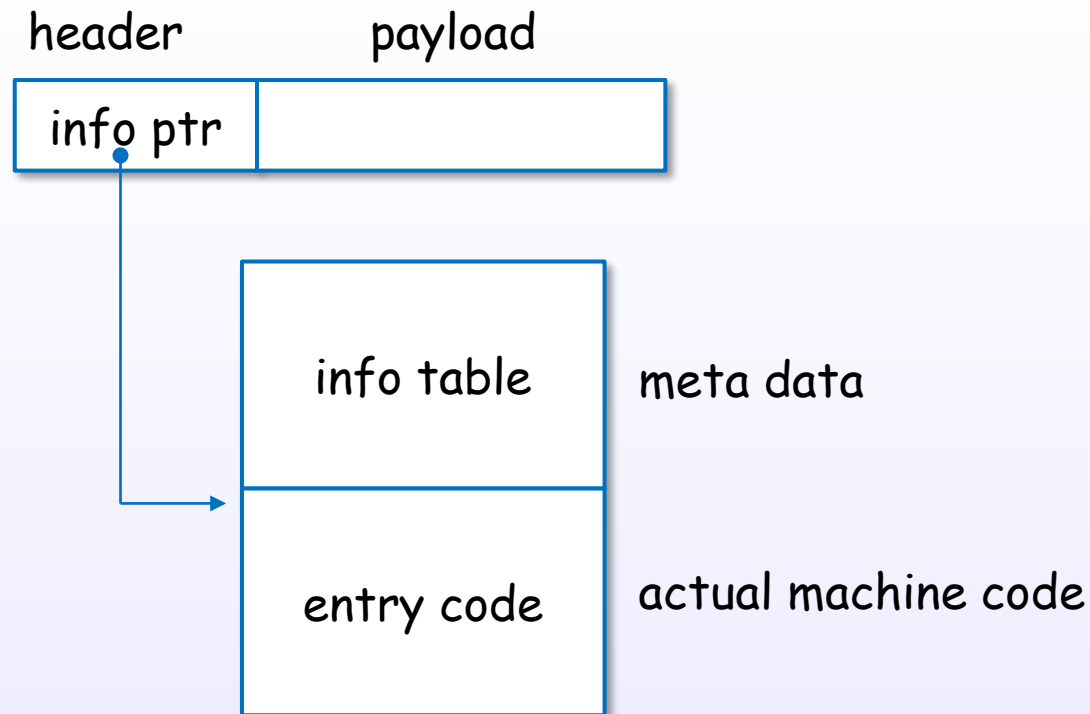 header payload
info ptr
info table meta data
entry code actual machine code